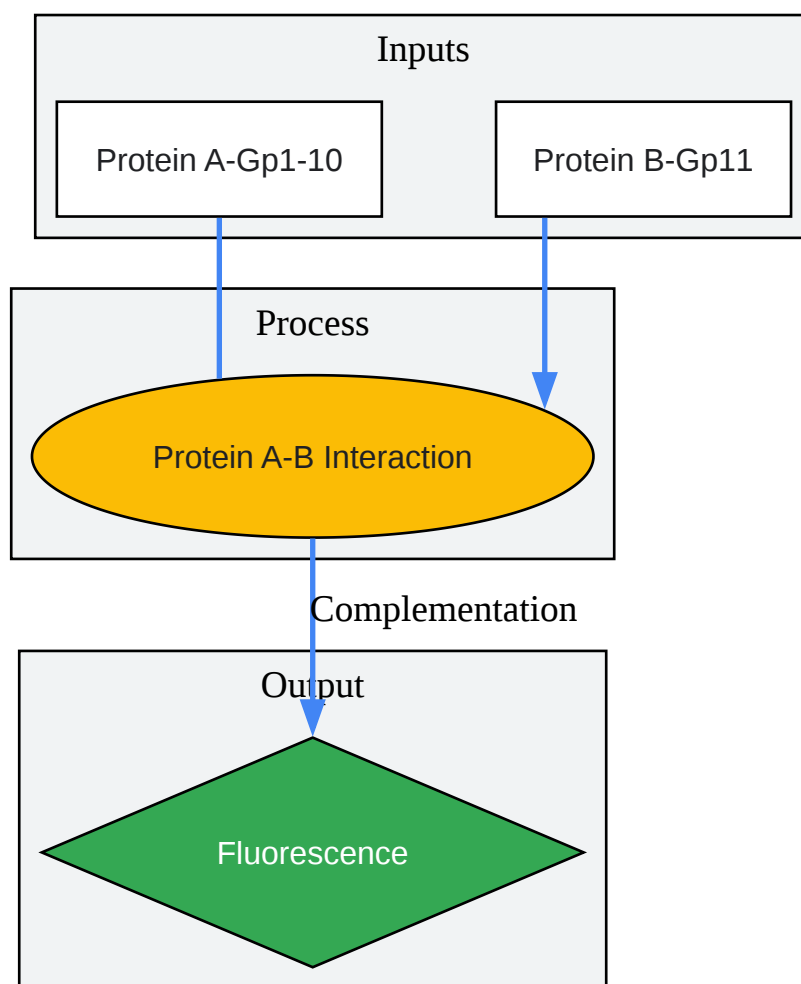 Inputs
Protein A-Gp1-10
Protein B-Gp11
Process
Protein A-B Interaction
Complementation
Output
Fluorescence